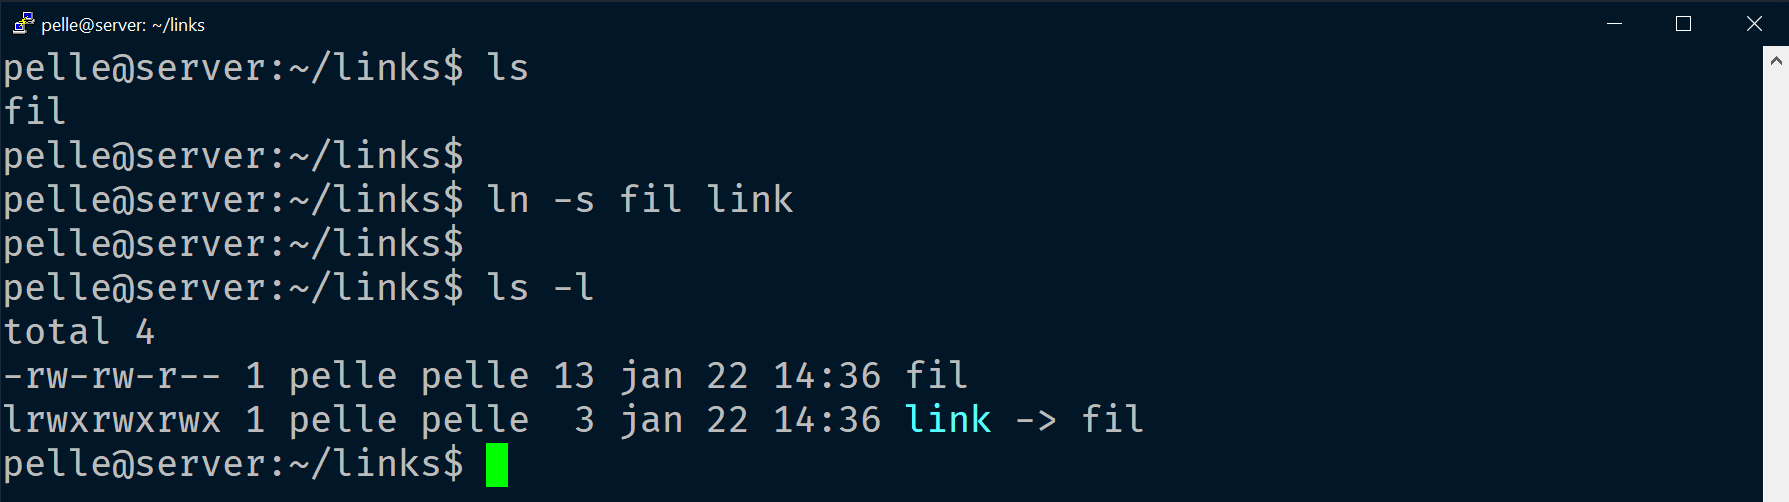 pelle@server: ~/links
pelle@server:~/links$ ls
fil
pelle@server:~/links$
pelle@server:~/links$ ln -s fil link
pelle@server:~/links$
pelle@server:~/links$ ls -l
total 4
-rw-rw-r-- 1 pelle pelle 13 jan 22 14:36 fil
lrwxrwxrwx 1 pelle pelle  3 jan 22 14:36 link -> fil
pelle@server:~/links$